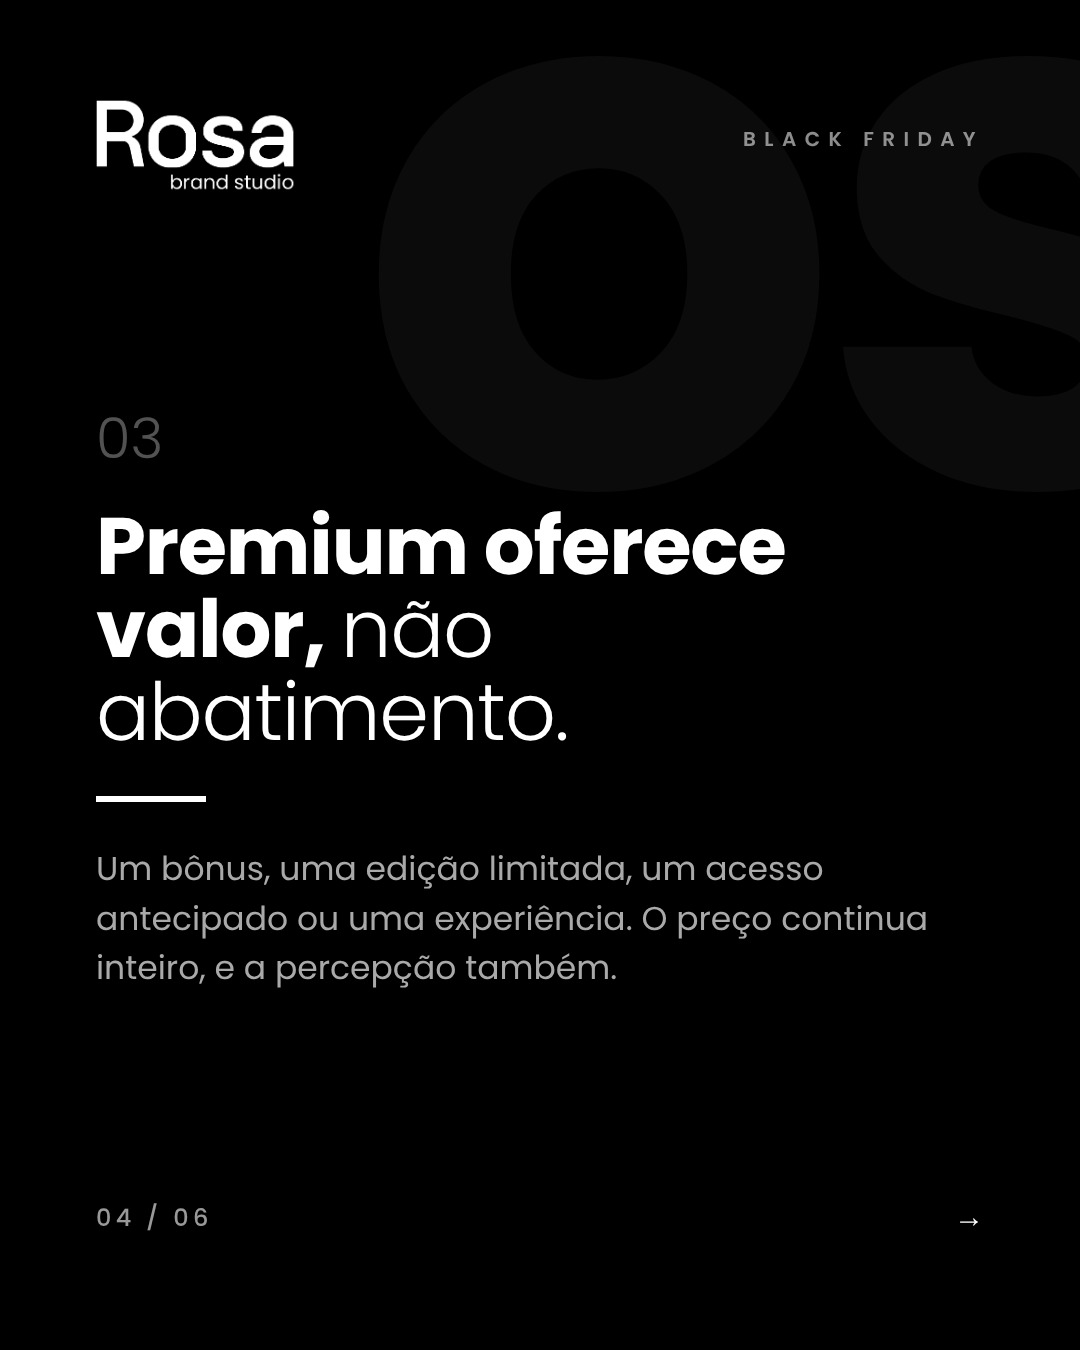 Rosa
brand studio
BLACK FRIDAY
os
03
Premium oferece
valor, não
abatimento.
Um bônus, uma edição limitada, um acesso
antecipado ou uma experiência. O preço continua
inteiro, e a percepção também.
04 / 06
→